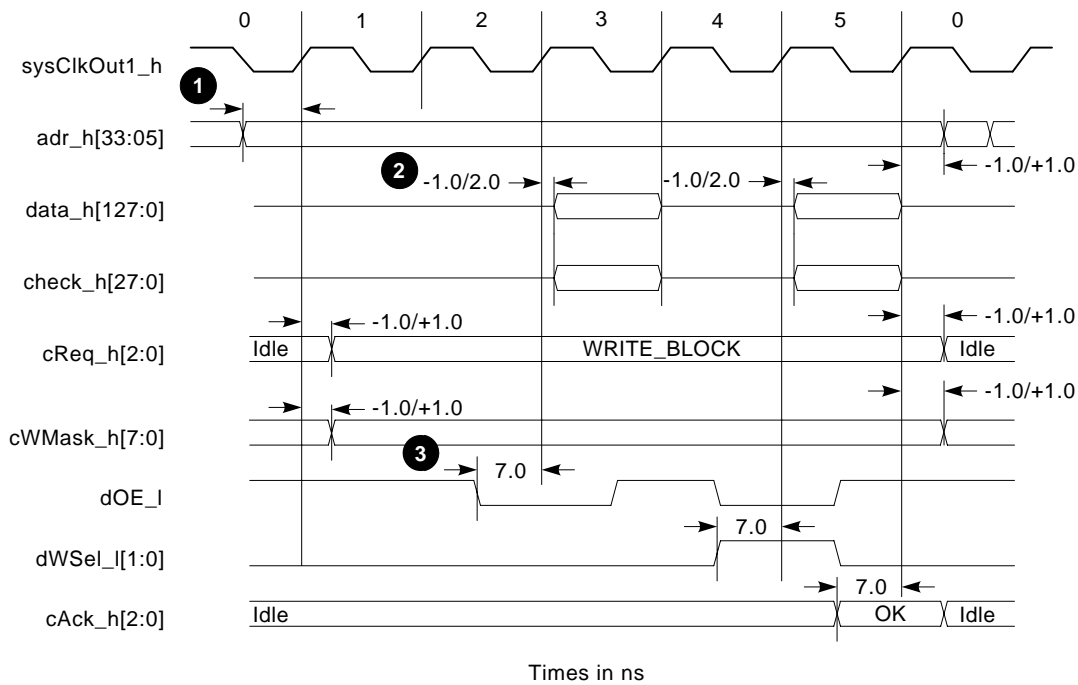 0 1 2 3 4 5 0
sysClkOut1_h
1
adr_h[33:05]
-1.0/+1.0
2
-1.0/2.0 -1.0/2.0
data_h[127:0]
check_h[27:0]
-1.0/+1.0 -1.0/+1.0
cReq_h[2:0] Idle WRITE_BLOCK Idle
-1.0/+1.0
-1.0/+1.0
cWMask_h[7:0]
3
7.0
dOE_l
7.0
dWSel_l[1:0]
7.0
cAck_h[2:0] Idle OK Idle
Times in ns